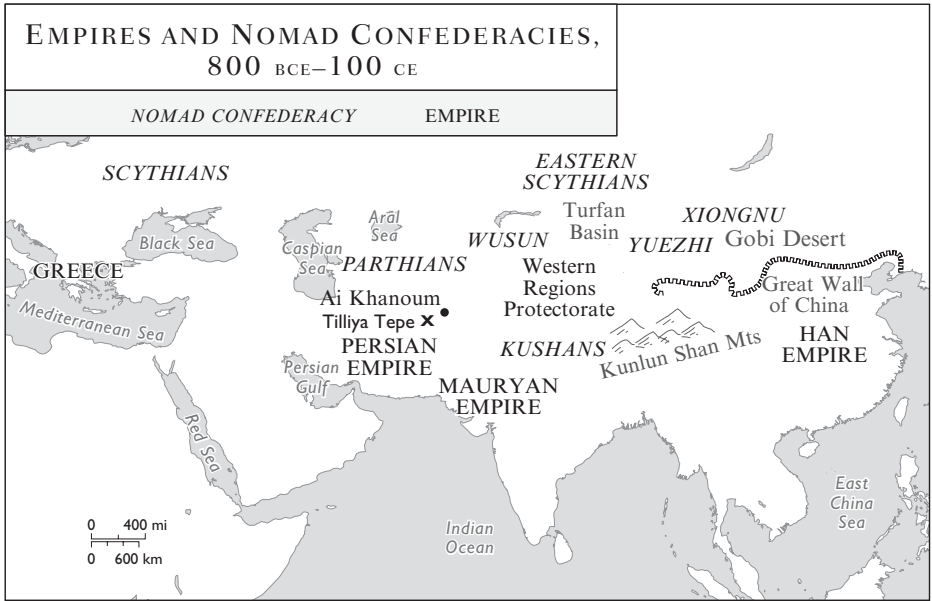 EMPIRES AND NOMAD CONFEDERACIES,
800 BCE–100 CE
NOMAD CONFEDERACY EMPIRE
SCYTHIANS
EASTERN
SCYTHIANS
Turfan
Basin
XIONGNU
Aral
Sea
Black Sea
WUSUN
YUEZHI
Gobi Desert
Caspian
Sea
PARTHIANS
GREECE
Western
Regions
Protectorate
Great Wall
of China
Ai Khanoum
Tilliya Tepe x
Mediterranean Sea
HAN
EMPIRE
PERSIAN
EMPIRE
KUSHANS
Kunlun Shan Mts
Persian
Gulf
MAURYAN
EMPIRE
Red Sea
East
China
Sea
Indian
Ocean
0 400 mi
0 600 km